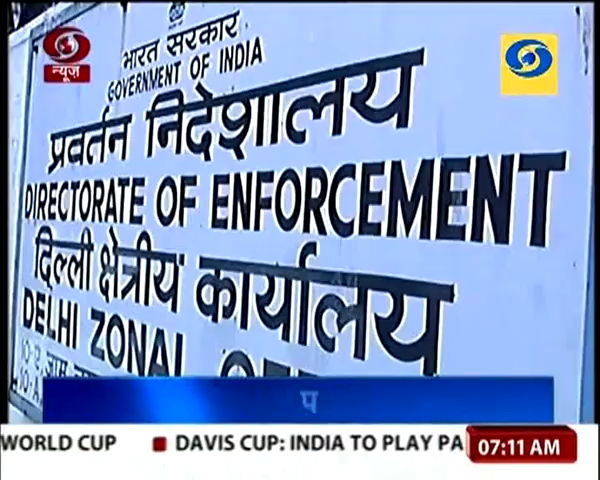 न्यूज़
भारत सरकार
GOVERNMENT OF INDIA
प्रवर्तन निदेशालय
DIRECTORATE OF ENFORCEMENT
दिल्ली क्षेत्रीय कार्यालय
DELHI ZONAL
प
WORLD CUP ■ DAVIS CUP: INDIA TO PLAY PA
07:11 AM